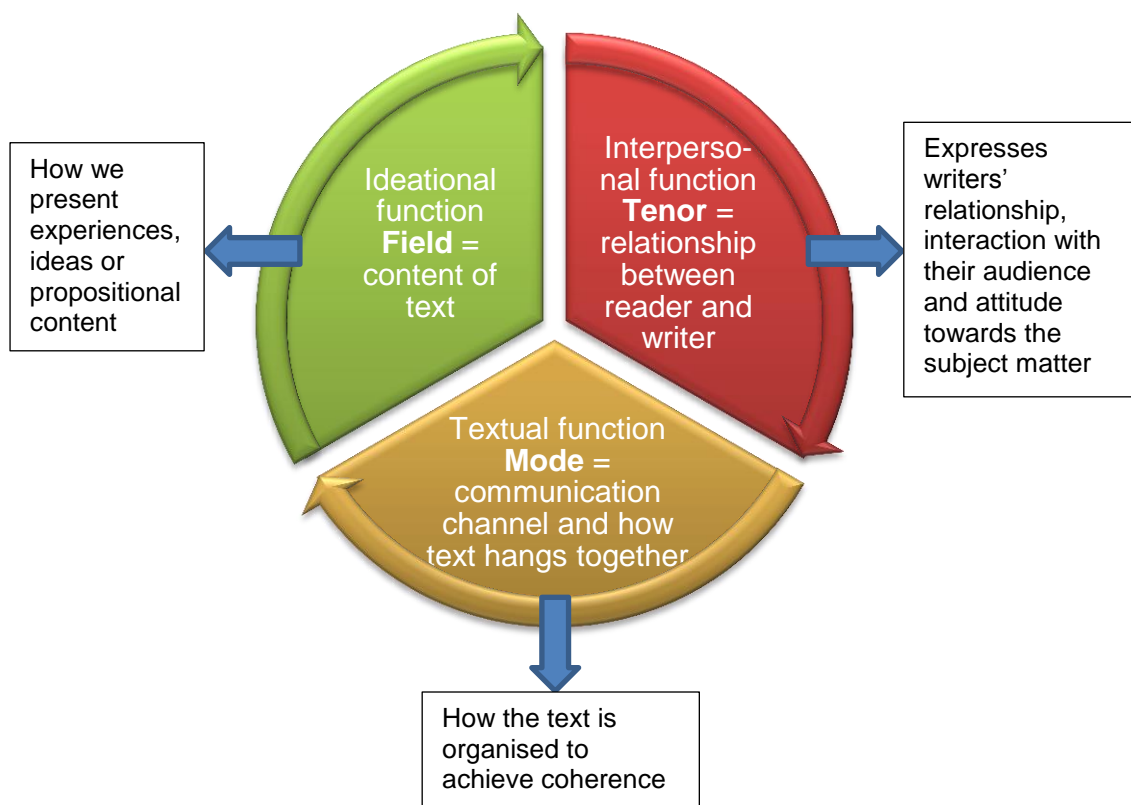 How we
present
experiences,
ideas or
propositional
content
Ideational
function
Field =
content of
text
Interperso-
nal function
Tenor =
relationship
between
reader and
writer
Expresses
writers’
relationship,
interaction with
their audience
and attitude
towards the
subject matter
Textual function
Mode =
communication
channel and how
text hangs together
How the text is
organised to
achieve coherence